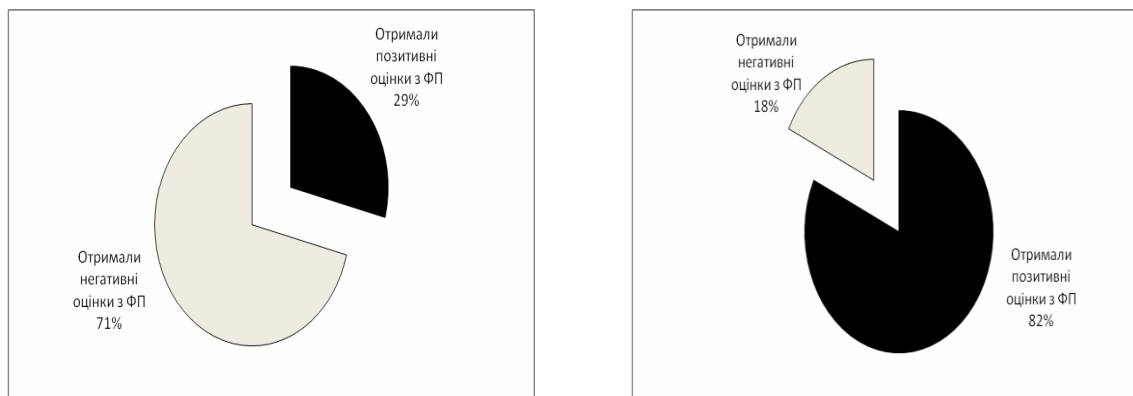 Отримали
позитивні
оцінки з ФП
29%
Отримали
негативні
оцінки з ФП
71%
Отримали
негативні
оцінки з ФП
18%
Отримали
позитивні
оцінки з ФП
82%